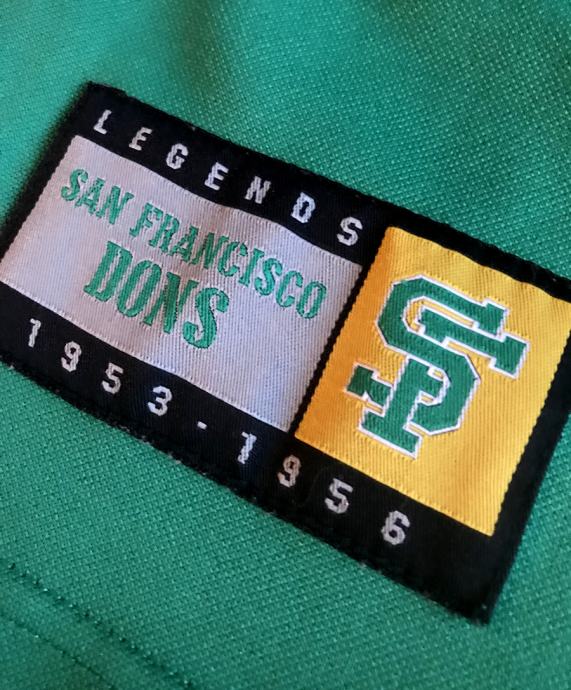 LEGENDS
SAN FRANCISCO
DONS
1953-1956
SF